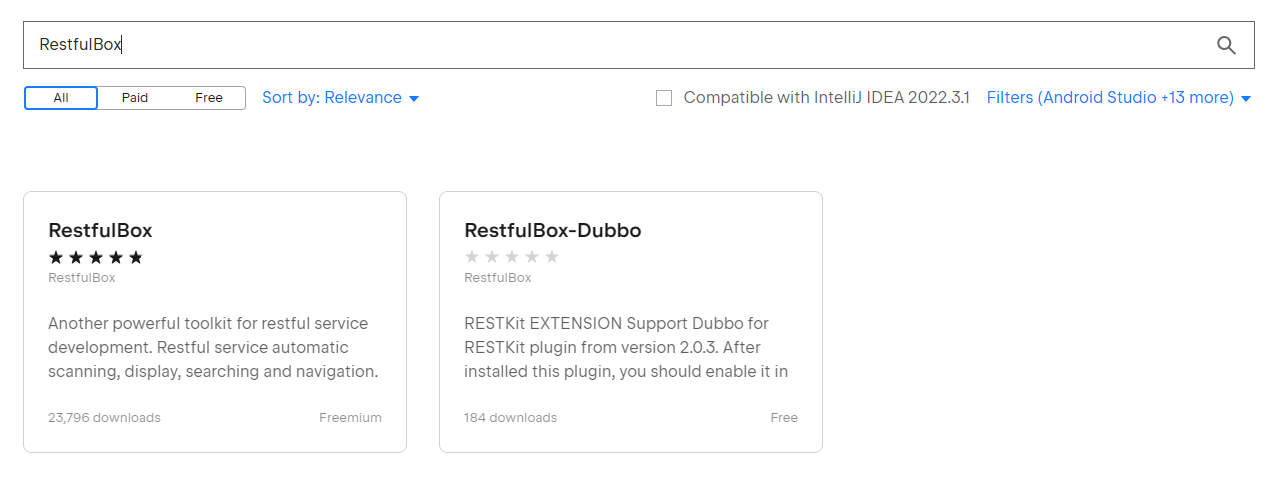 RestfulBox
All Paid Free Sort by: Relevance Compatible with IntelliJ IDEA 2022.3.1 Filters (Android Studio +13 more)
RestfulBox
RestfulBox
Another powerful toolkit for restful service
development. Restful service automatic
scanning, display, searching and navigation.
23,796 downloads Freemium
RestfulBox-Dubbo
RestfulBox
RESTKit EXTENSION Support Dubbo for
RESTKit plugin from version 2.0.3. After
installed this plugin, you should enable it in
184 downloads Free